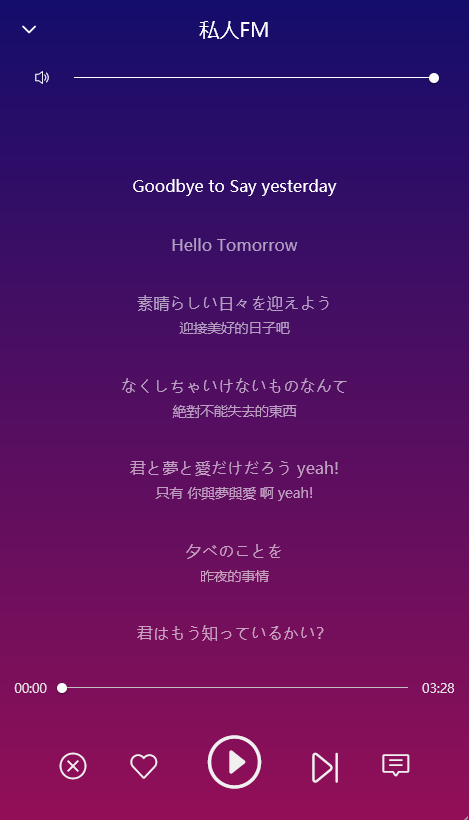 私人FM
Goodbye to Say yesterday
Hello Tomorrow
素晴らしい日々を迎えよう
迎接美好的日子吧
なくしちゃいけないものなんて
絶對不能失去的東西
君と夢と愛だけだろう yeah!
只有 你與夢與愛 啊 yeah!
夕べのことを
昨夜的事情
君はもう知っているかい？
00:00
03:28